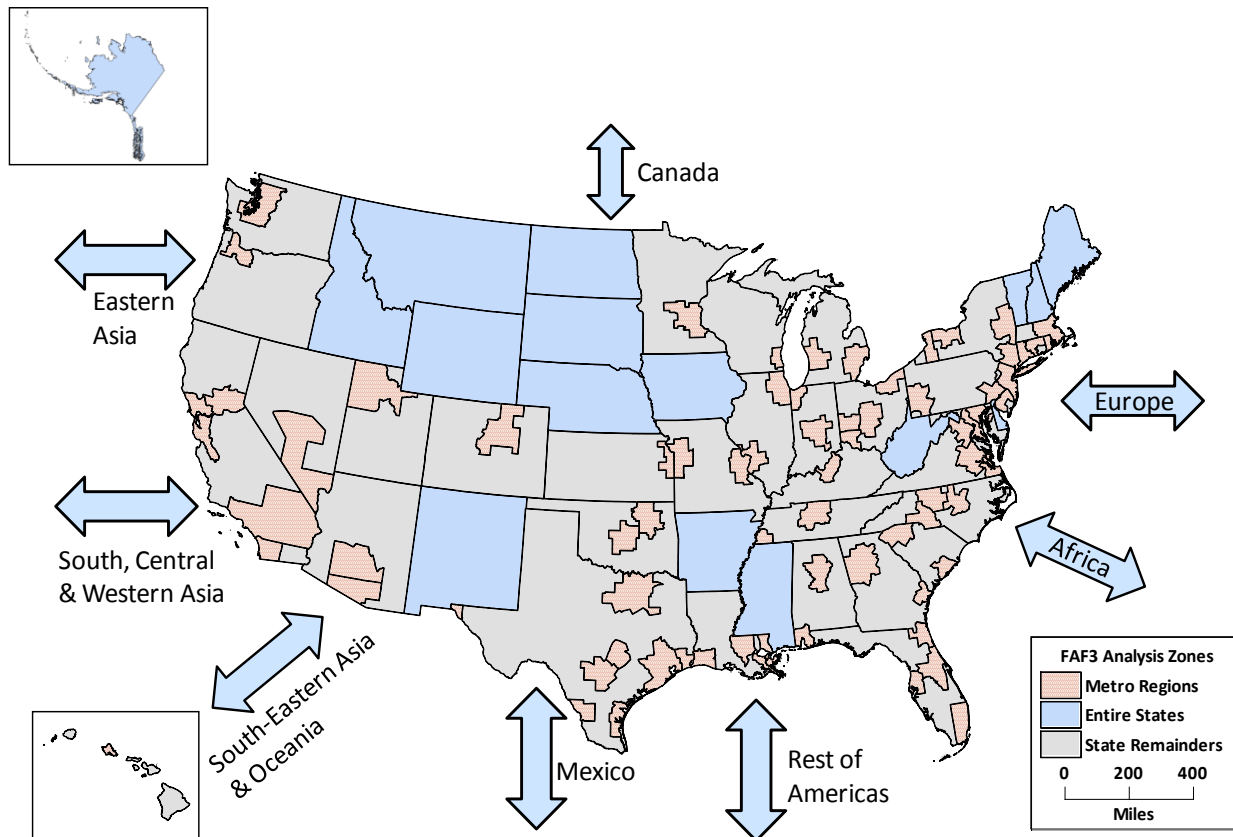 Canada
Eastern
Asia
Europe
South, Central
& Western Asia
Africa
South-Eastern Asia
& Oceania
Mexico
Rest of
Americas
FAF3 Analysis Zones
Metro Regions
Entire States
State Remainders
0 200 400
Miles